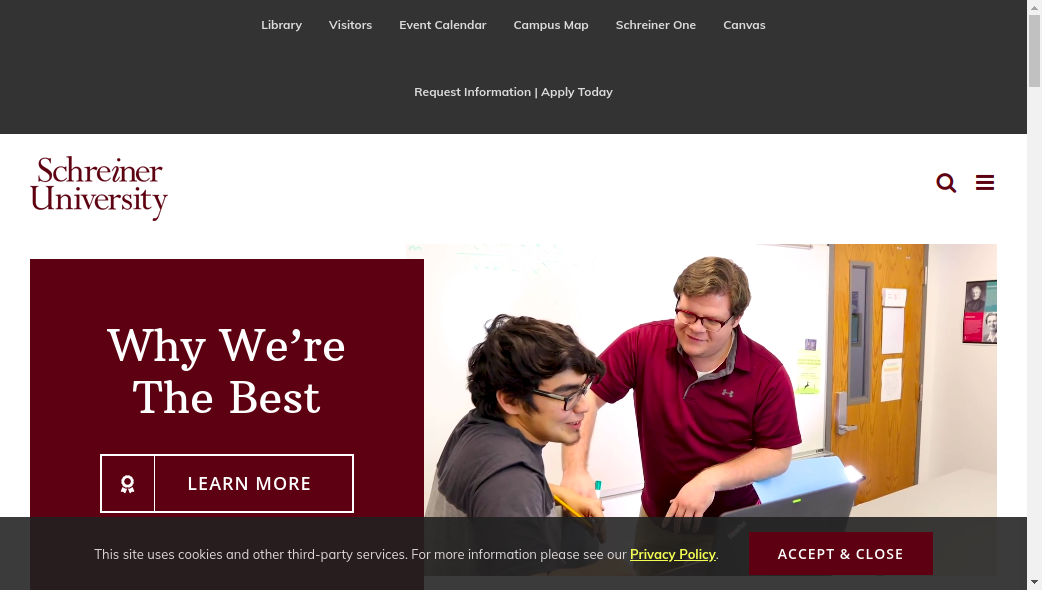 Library Visitors Event Calendar Campus Map Schreiner One Canvas
Request Information | Apply Today
Schreiner
University
Why We’re
The Best
LEARN MORE
This site uses cookies and other third-party services. For more information please see our Privacy Policy.
ACCEPT & CLOSE